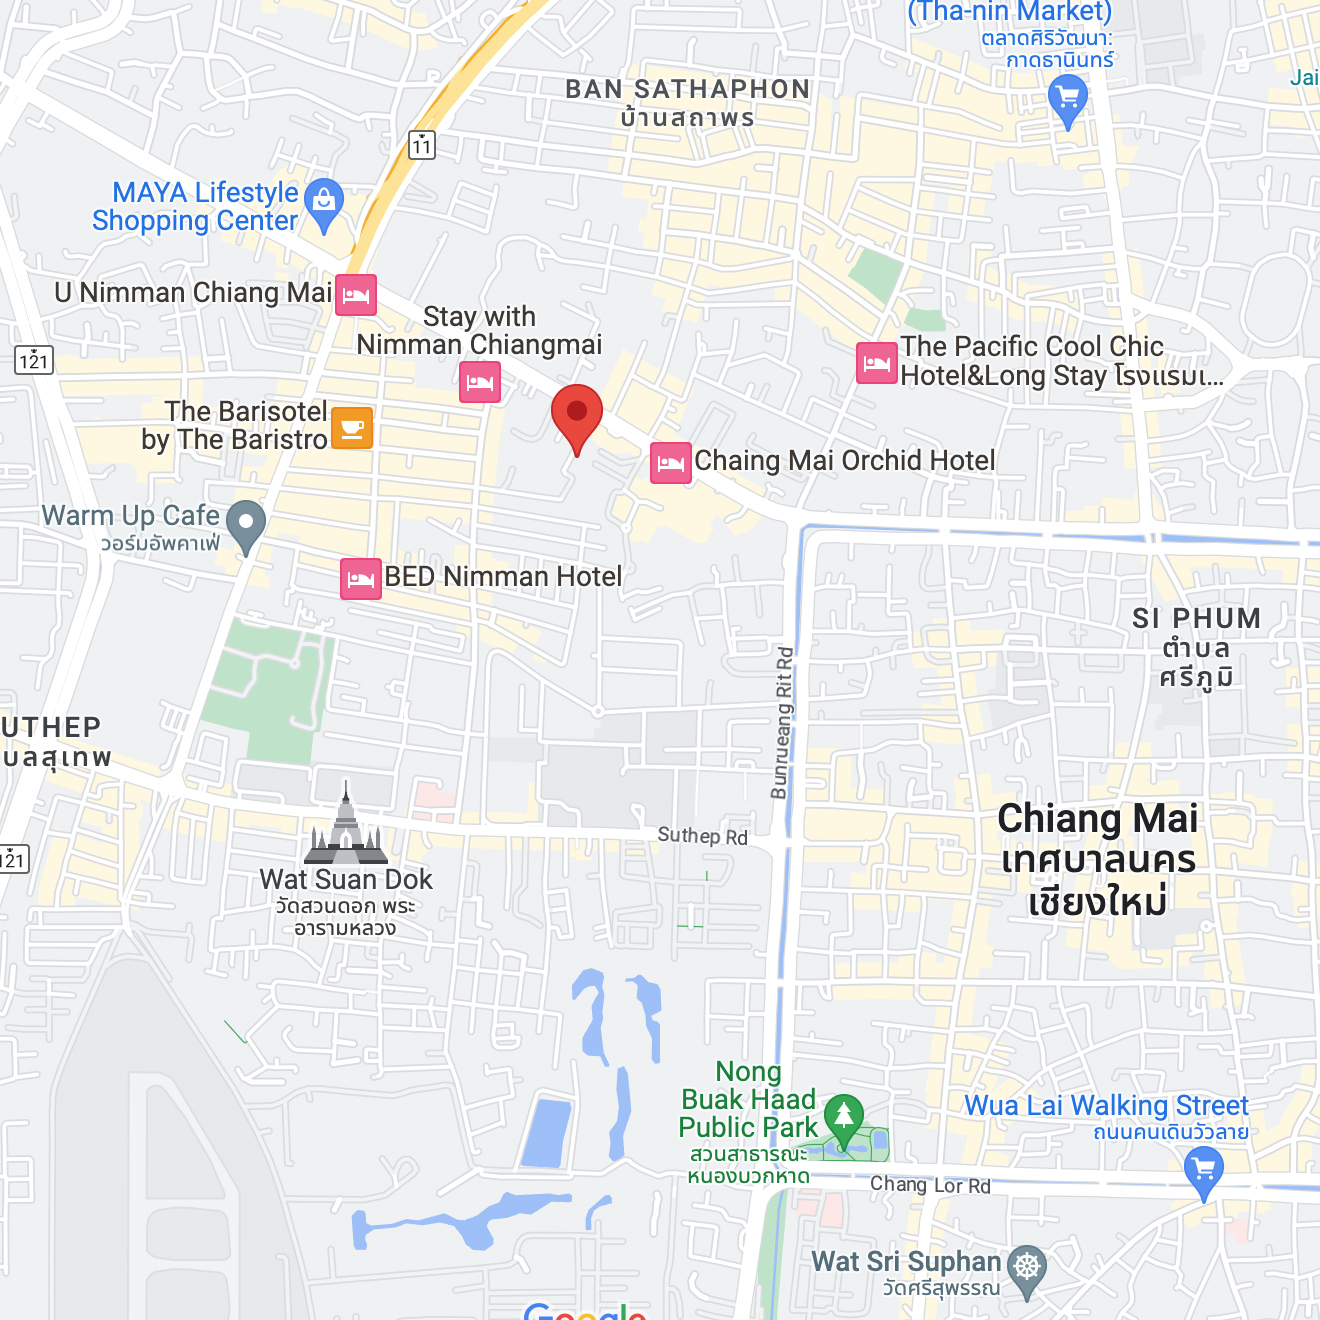 (Tha-nin Market)
ตลาดศิริวัฒนา:
กาดธานินทร์
Jai
BAN SATHAPHON
บ้านสถาพร
11
MAYA Lifestyle
Shopping Center
U Nimman Chiang Mai
Stay with
Nimman Chiangmai
121
The Pacific Cool Chic
Hotel&Long Stay โรงแรมเ...
The Barisotel
by The Baristro
Chaing Mai Orchid Hotel
Warm Up Cafe
วอร์มอัพคาเฟ่
BED Nimman Hotel
SI PHUM
ตำบล
ศรีภูมิ
Bunrueang Rit Rd
UTHEP
บลสุเทพ
Suthep Rd
Chiang Mai
เทศบาลนคร
เชียงใหม่
121
Wat Suan Dok
วัดสวนดอก พระ
อารามหลวง
Nong
Buak Haad
Public Park
สวนสาธารณะ
หนองบวกหาด
Wua Lai Walking Street
ถนนคนเดินวัวลาย
Chang Lor Rd
Wat Sri Suphan
วัดศรีสุพรรณ
Google